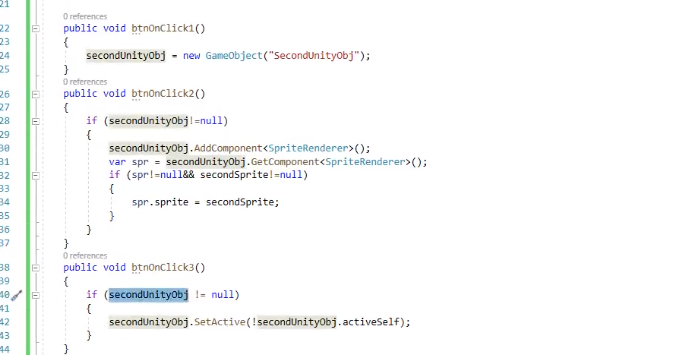 21
0 references
22 public void btnOnClick1()
23 {
24 secondUnityObj = new GameObject("SecondUnityObj");
25 }
0 references
26 public void btnOnClick2()
27 {
28 if (secondUnityObj!=null)
29 {
30 secondUnityObj.AddComponent<SpriteRenderer>();
31 var spr = secondUnityObj.GetComponent<SpriteRenderer>();
32 if (spr!=null&& secondSprite!=null)
33 {
34 spr.sprite = secondSprite;
35 }
36 }
37 }
0 references
38 public void btnOnClick3()
39 {
40 if (secondUnityObj != null)
41 {
42 secondUnityObj.SetActive(!secondUnityObj.activeSelf);
43 }
44 }